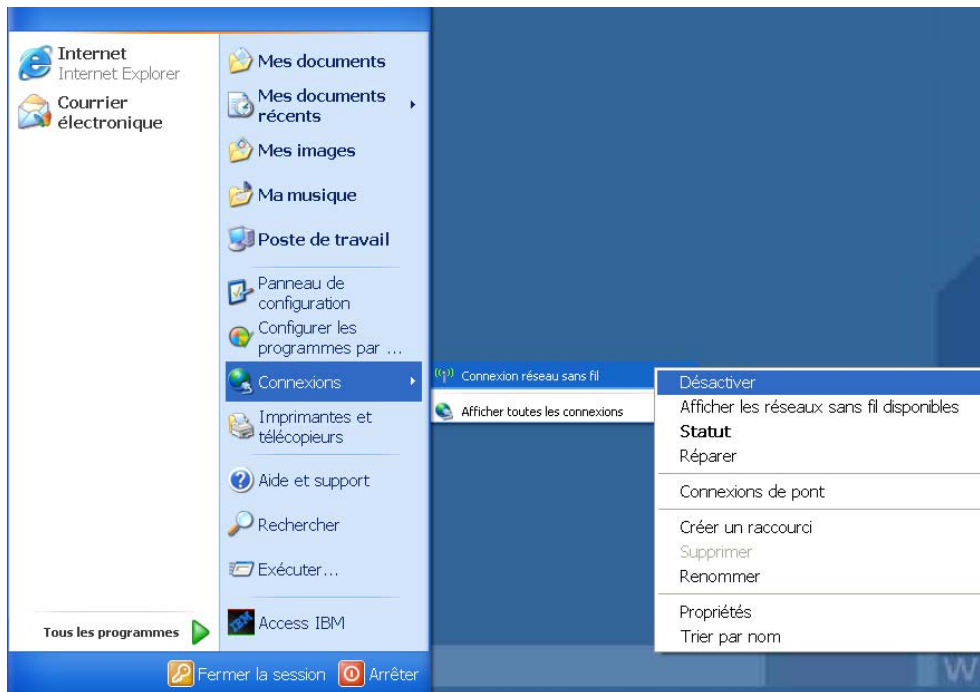 Internet
Internet Explorer
Courrier
électronique
Tous les programmes
Mes documents
Mes documents
récents
Mes images
Ma musique
Poste de travail
Panneau de
configuration
Configurer les
programmes par ...
Connexions
Imprimantes et
télécopieurs
Aide et support
Rechercher
Exécuter...
IBM
Access IBM
Fermer la session
Arrêter
Connexion réseau sans fil
Afficher toutes les connexions
Désactiver
Afficher les réseaux sans fil disponibles
Statut
Réparer
Connexions de pont
Créer un raccourci
Supprimer
Renommer
Propriétés
Trier par nom
W